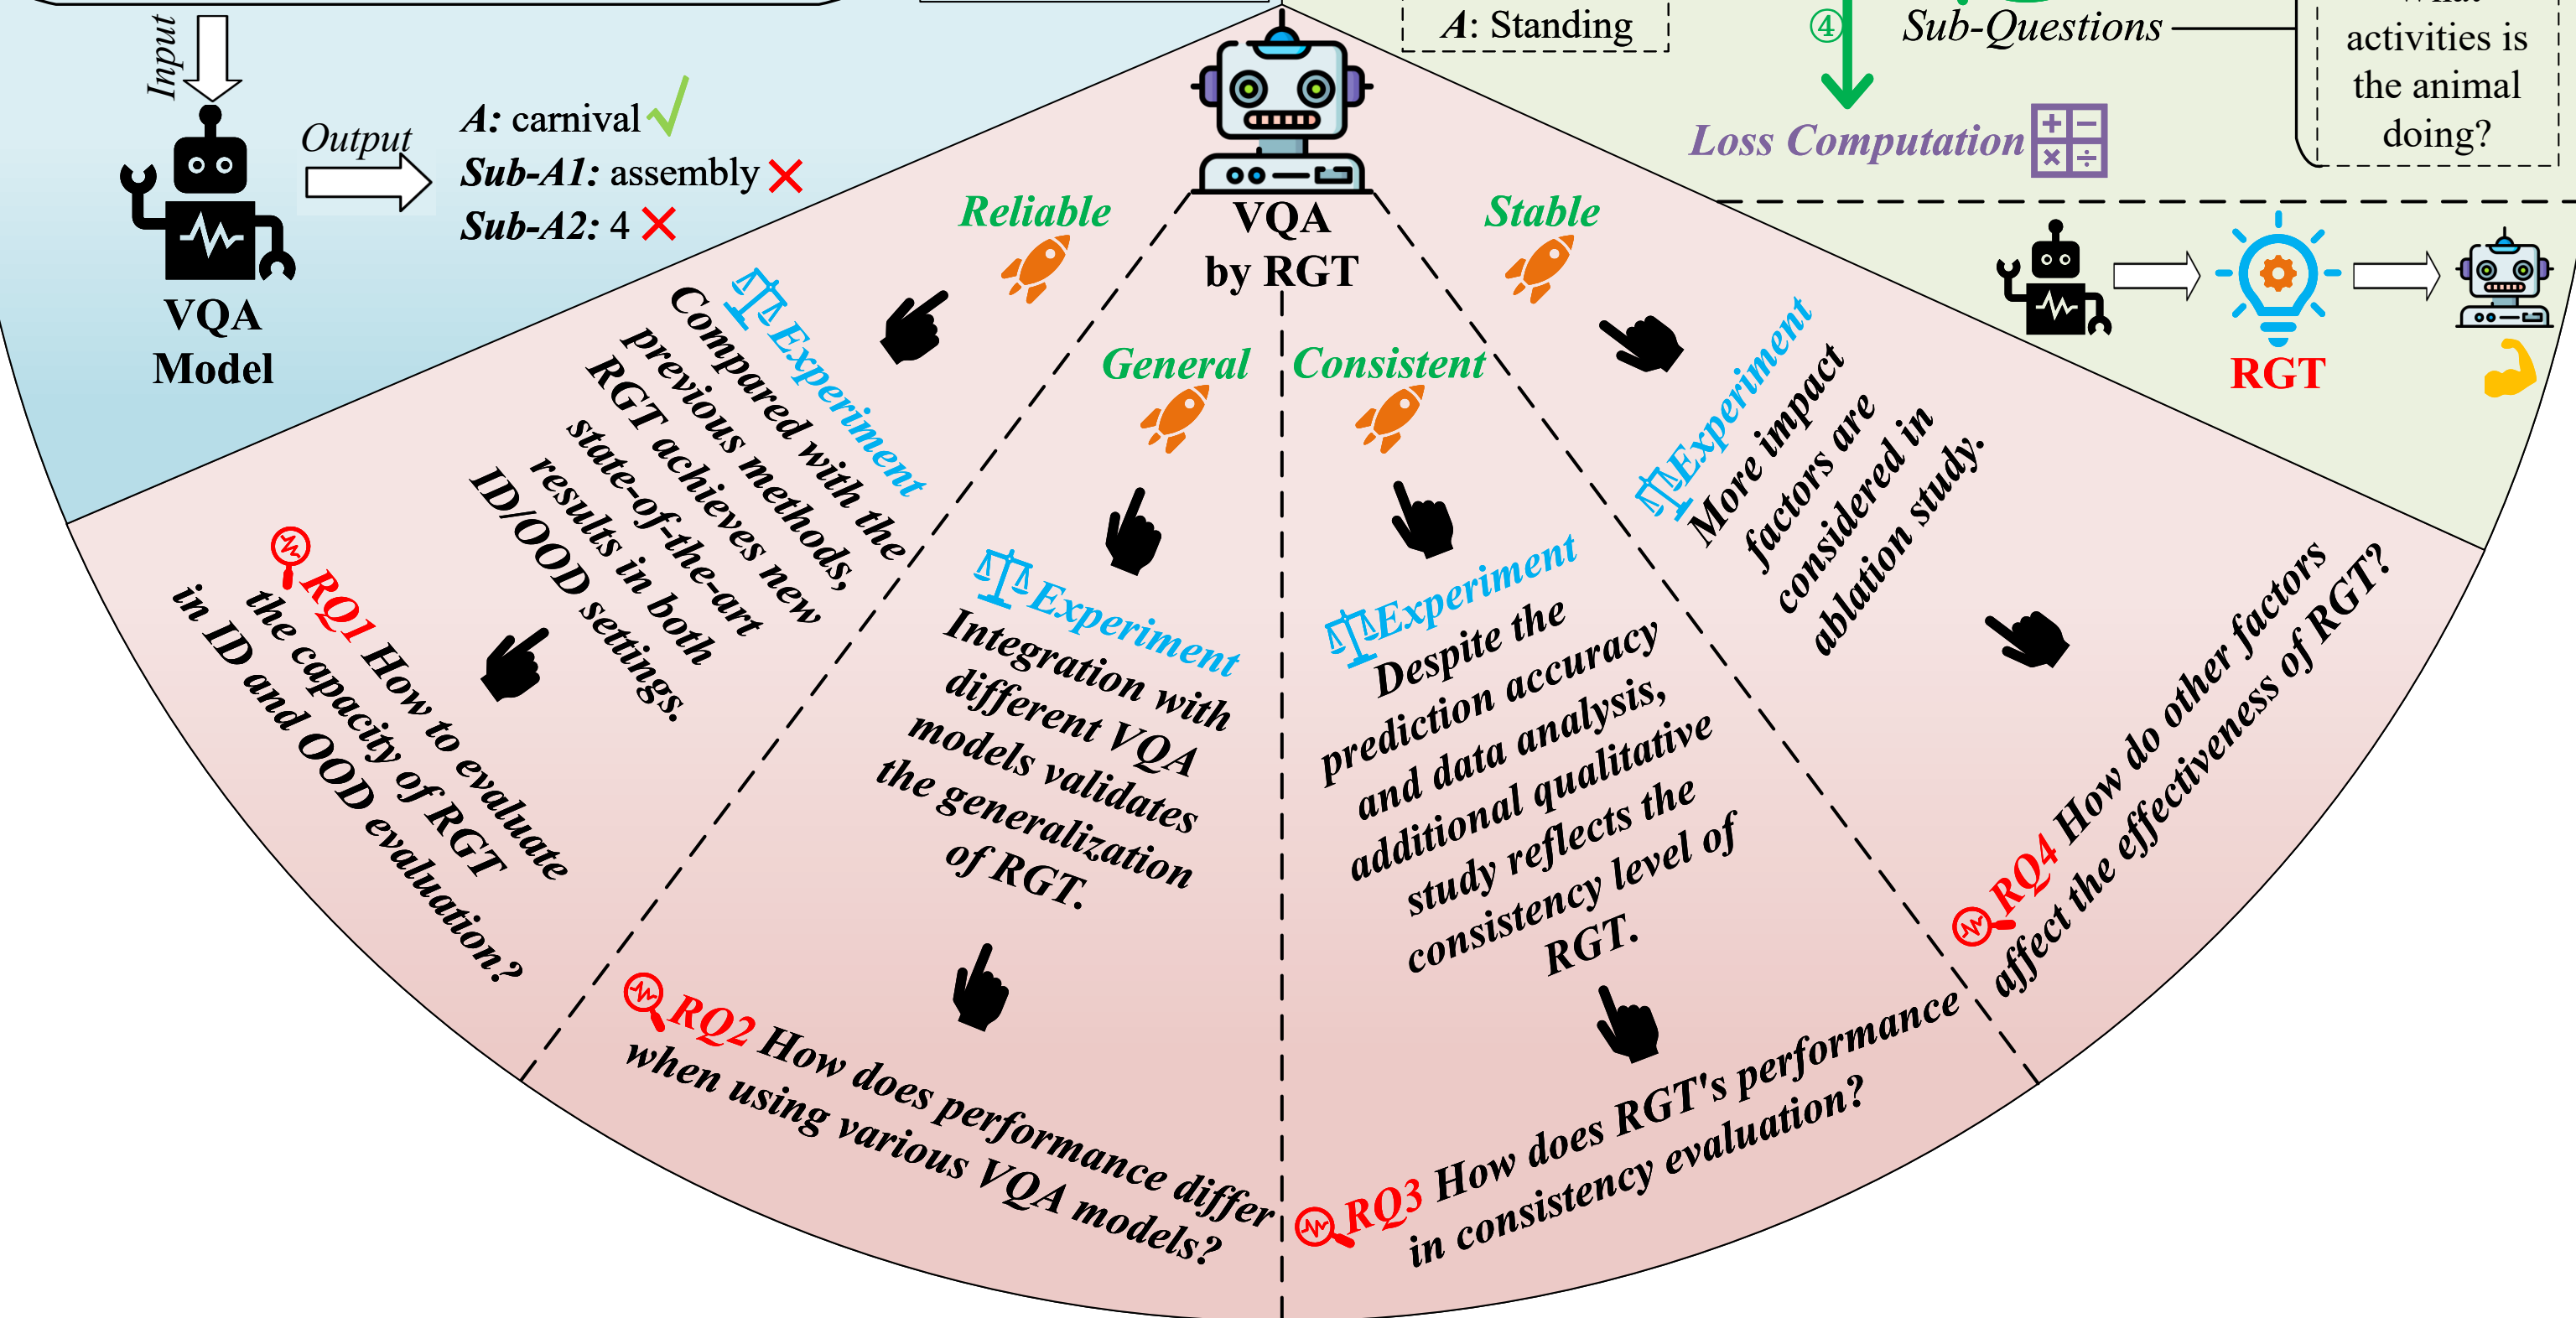 Input
Output
A: carnival
Sub-A1: assembly
Sub-A2: 4
VQA
Model
A: Standing
④
Sub-Questions
activities is
the animal
doing?
Loss Computation
RGT
VQA
by RGT
Reliable
Experiment
Compared with the
previous methods,
RGT achieves new
state-of-the-art
results in both
ID/OOD settings.
RQ1 How to evaluate
the capacity of RGT
in ID and OOD evaluation?
General
Experiment
Integration with
different VQA
models validates
the generalization
of RGT.
RQ2 How does performance differ
when using various VQA models?
Consistent
Experiment
Despite the
prediction accuracy
and data analysis,
additional qualitative
study reflects the
consistency level of
RGT.
RQ3 How does RGT's performance
in consistency evaluation?
Stable
Experiment
More impact
factors are
considered in
ablation study.
RQ4 How do other factors
affect the effectiveness of RGT?